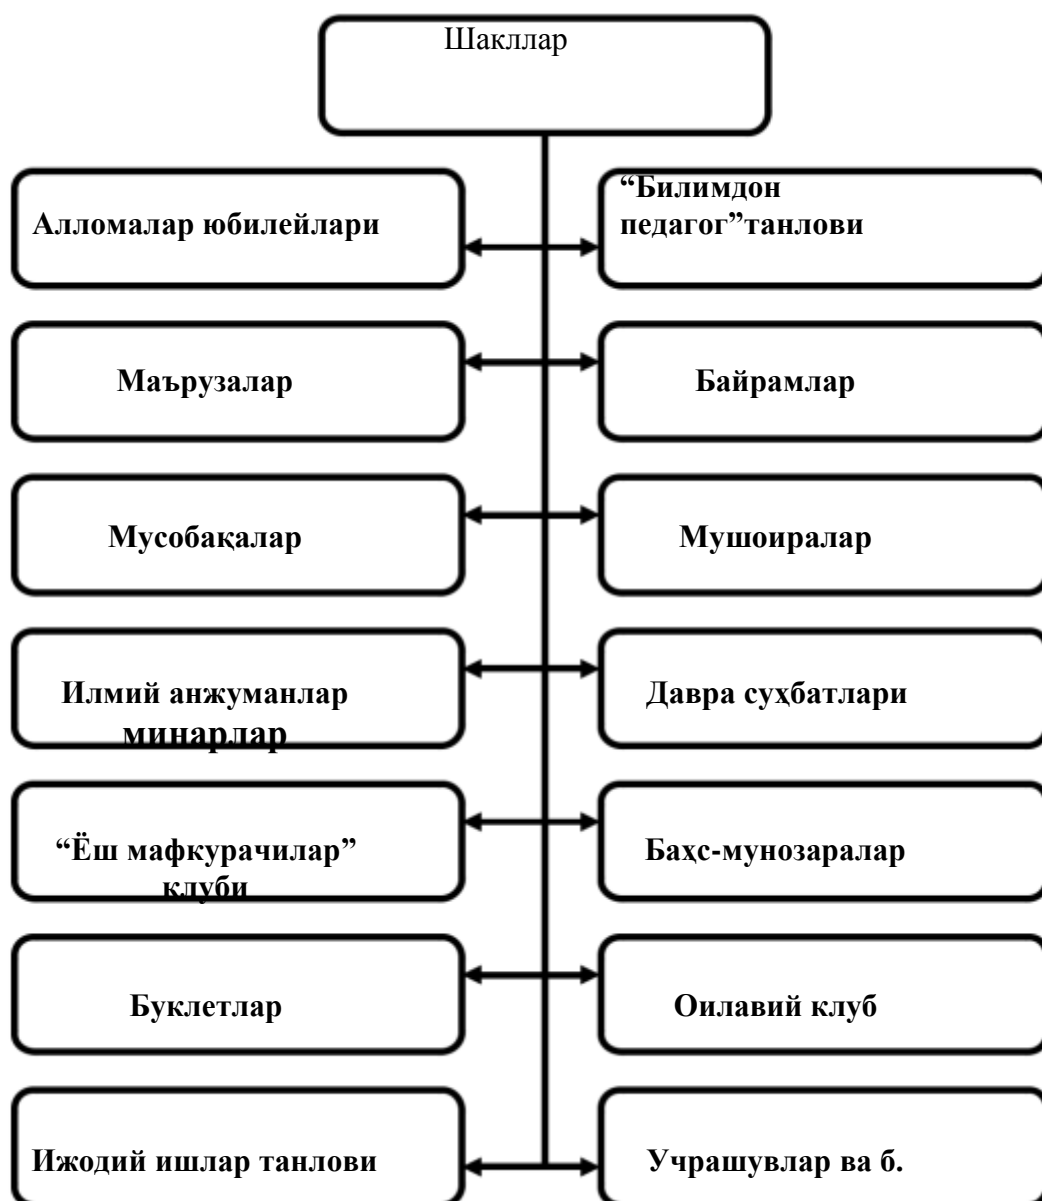 Шакллар
Алломалар юбилейлари
“Билимдон
педагог”танлови
Маърузалар
Байрамлар
Мусобақалар
Мушоиралар
Илмий анжуманлар
минарлар
Давра суҳбатлари
“Ёш мафкурачилар”
клуби
Баҳс-мунозаралар
Буклетлар
Оилавий клуб
Ижодий ишлар танлови
Учрашувлар ва б.